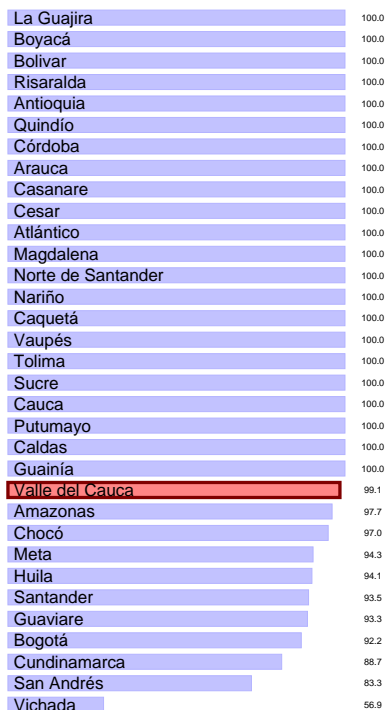 La Guajira 100.0
Boyacá 100.0
Bolivar 100.0
Risaralda 100.0
Antioquia 100.0
Quindío 100.0
Córdoba 100.0
Arauca 100.0
Casanare 100.0
Cesar 100.0
Atlántico 100.0
Magdalena 100.0
Norte de Santander 100.0
Nariño 100.0
Caquetá 100.0
Vaupés 100.0
Tolima 100.0
Sucre 100.0
Cauca 100.0
Putumayo 100.0
Caldas 100.0
Guainía 100.0
Valle del Cauca 99.1
Amazonas 97.7
Chocó 97.0
Meta 94.3
Huila 94.1
Santander 93.5
Guaviare 93.3
Bogotá 92.2
Cundinamarca 88.7
San Andrés 83.3
Vichada 56.9